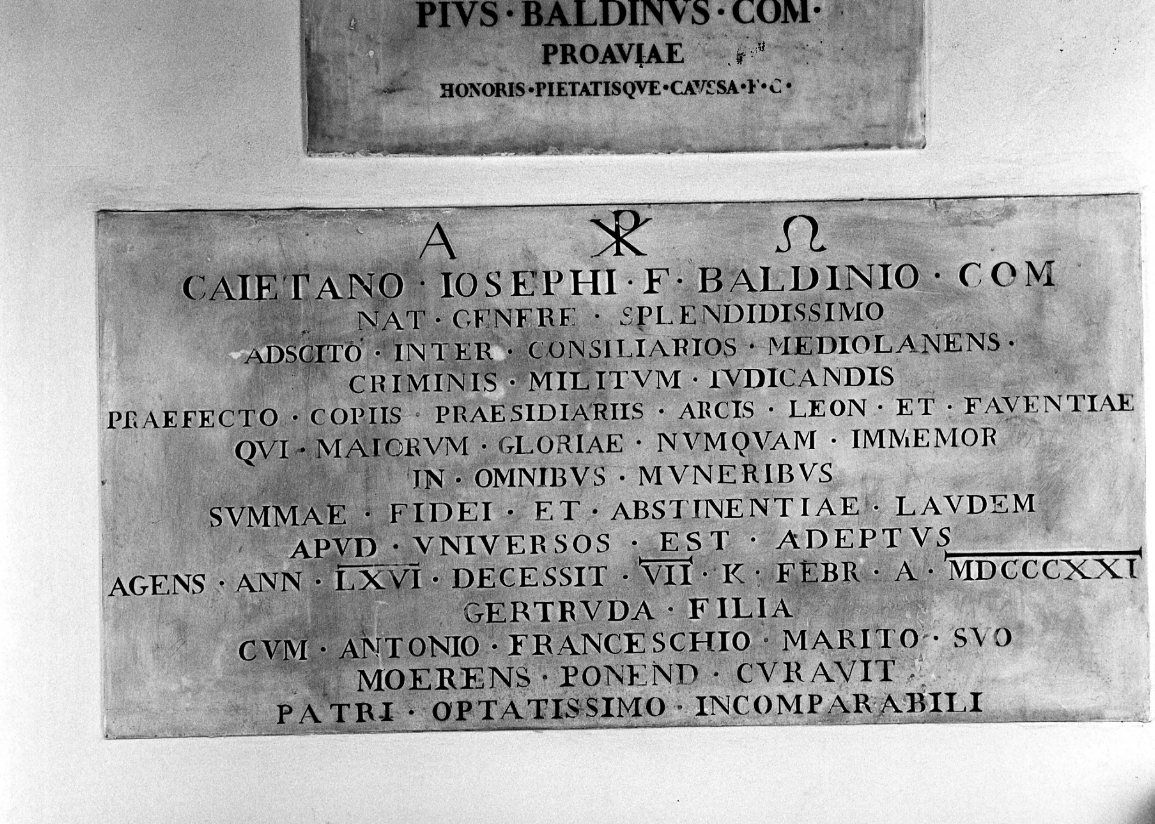 PIVS · BALDINVS · COM ·
PROAVIAE
HONORIS · PIETATISQVE · CAVSSA · F · C ·
A ☧ Ω
CAIETANO · IOSEPHI · F · BALDINIO · COM
NAT · GENERE · SPLENDIDISSIMO
ADSCITO · INTER · CONSILIARIOS · MEDIOLANENS ·
CRIMINIS · MILITVM · IVDICANDIS
PRAEFECTO · COPIIS · PRAESIDIARIIS · ARCIS · LEON · ET · FAVENTIAE
QVI · MAIORVM · GLORIAE · NVMQVAM · IMMEMOR
IN · OMNIBVS · MVNERIBVS
SVMMAE · FIDEI · ET · ABSTINENTIAE · LAVDEM
APVD · VNIVERSOS · EST · ADEPTVS
AGENS · ANN · LXVI · DECESSIT · VII · K · FEBR · A · MDCCCXXI
GERTRVDA · FILIA
CVM · ANTONIO · FRANCESCHIO · MARITO · SVO
MOERENS · PONEND · CVRAVIT
PATRI · OPTATISSIMO · INCOMPARABILI